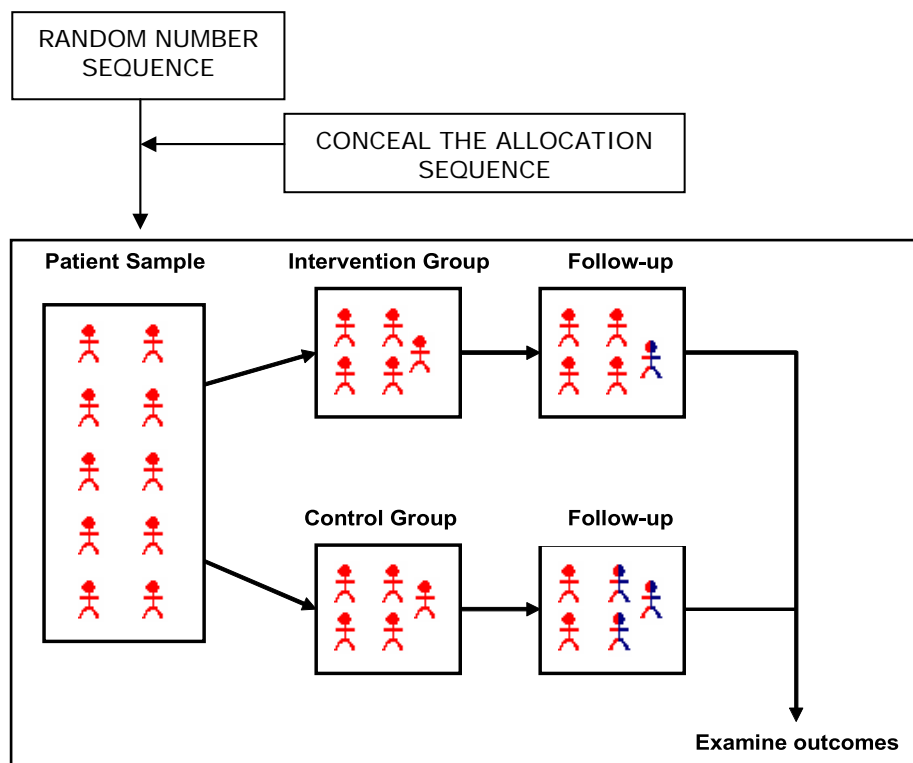 RANDOM NUMBER
SEQUENCE
CONCEAL THE ALLOCATION
SEQUENCE
Patient Sample
Intervention Group
Follow-up
Control Group
Follow-up
Examine outcomes